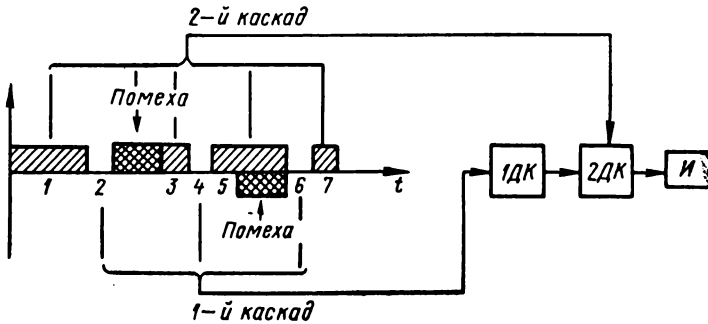 2-й каскад
Помеха
1 2 3 4 5 6 7 t
Помеха
1-й каскад
1ДК
2ДК
И